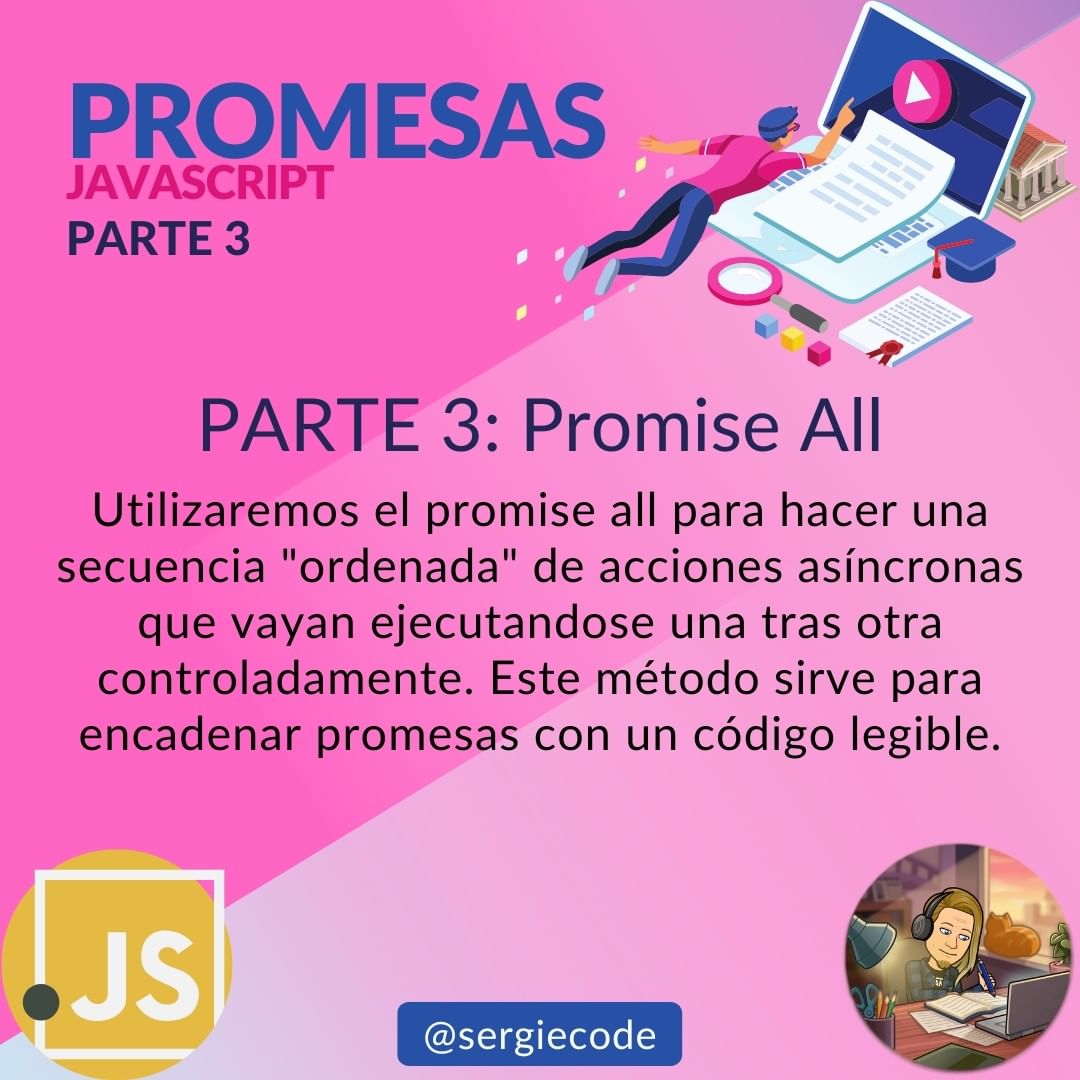 PROMESAS
JAVASCRIPT
PARTE 3
PARTE 3: Promise All
Utilizaremos el promise all para hacer una
secuencia "ordenada" de acciones asíncronas
que vayan ejecutandose una tras otra
controladamente. Este método sirve para
encadenar promesas con un código legible.
.JS
@sergiecode